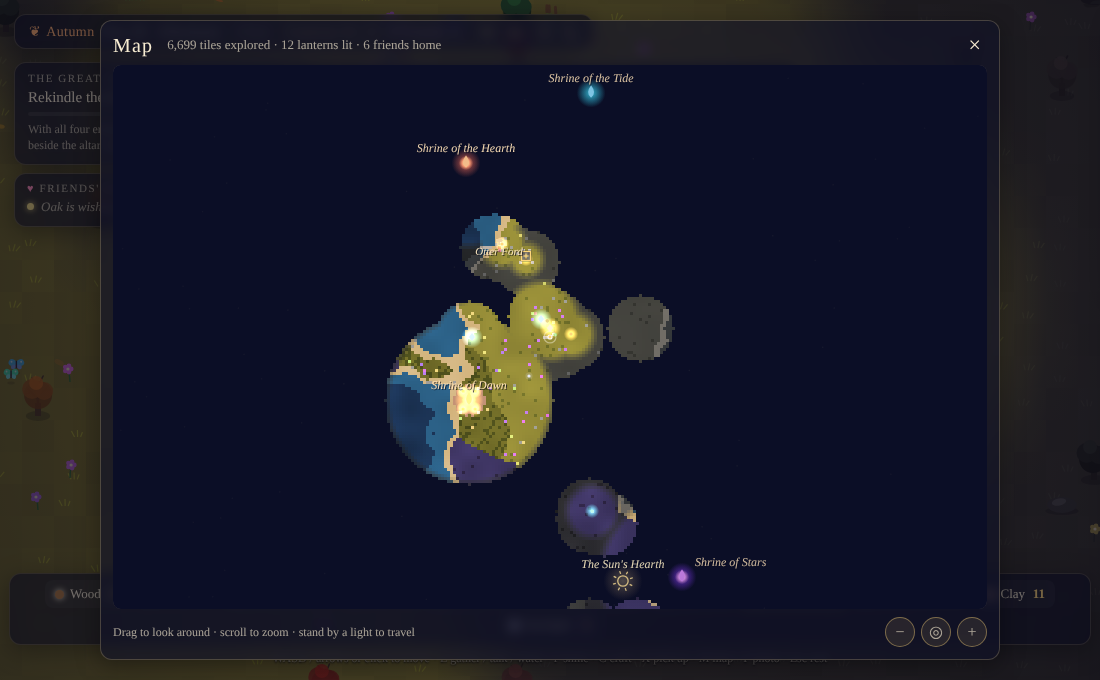 Autumn
Map
6,699 tiles explored · 12 lanterns lit · 6 friends home
×
THE GREAT
Rekindle the
With all four
beside the altar
♥ FRIENDS'
Oak is wish
Shrine of the Tide
Shrine of the Hearth
Otter Ford
Shrine of Dawn
The Sun's Hearth
Shrine of Stars
Wood
Clay 11
Drag to look around · scroll to zoom · stand by a light to travel
− ◎ +